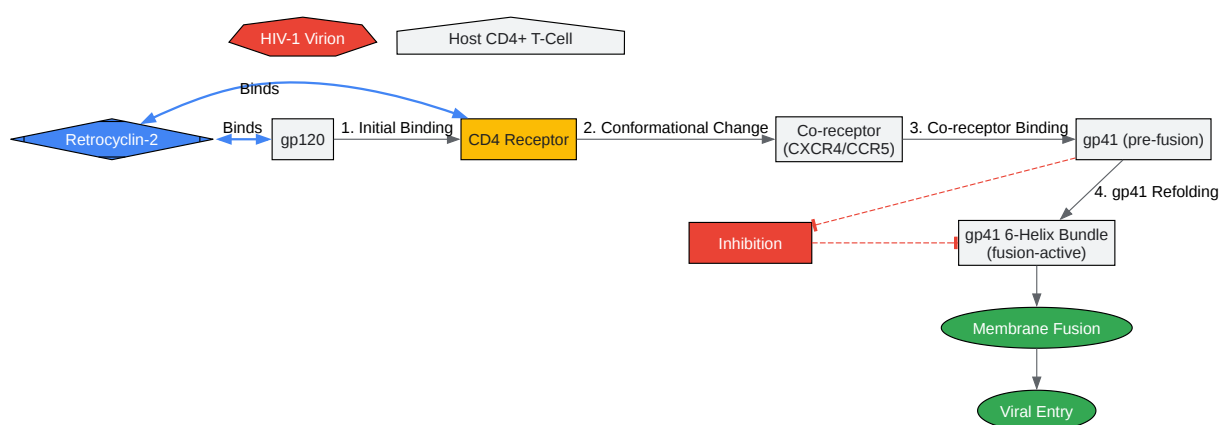 HIV-1 Virion
Host CD4+ T-Cell
Binds
Retrocyclin-2
Binds
gp120
1. Initial Binding
CD4 Receptor
2. Conformational Change
Co-receptor
(CXCR4/CCR5)
3. Co-receptor Binding
gp41 (pre-fusion)
4. gp41 Refolding
Inhibition
gp41 6-Helix Bundle
(fusion-active)
Membrane Fusion
Viral Entry